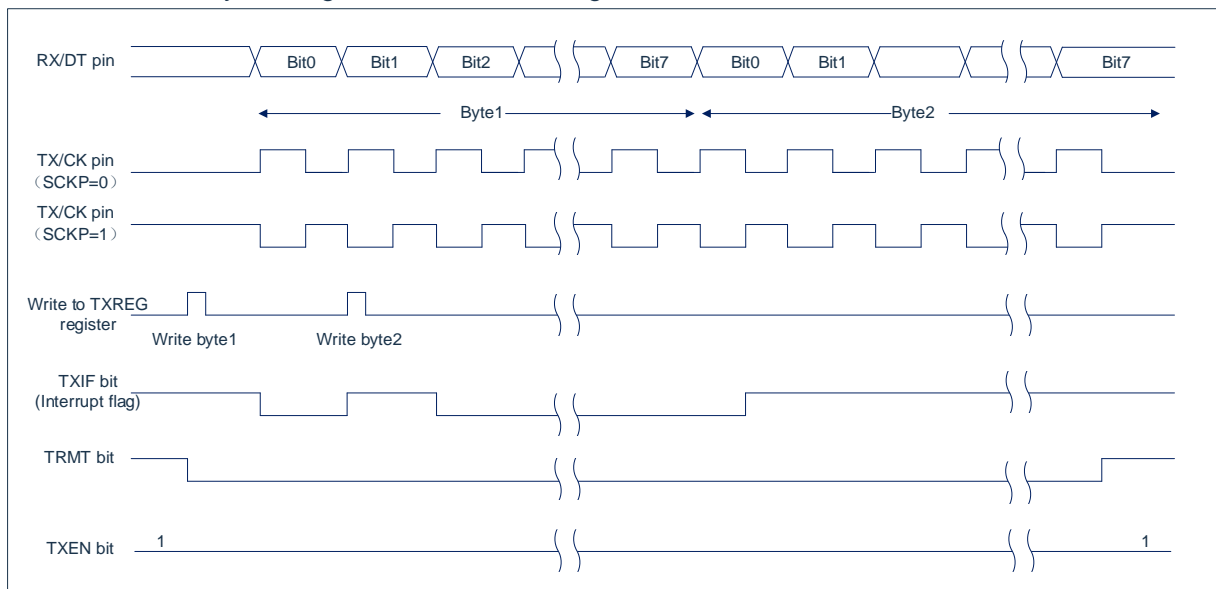 RX/DT pin
Bit0 Bit1 Bit2 Bit7 Bit0 Bit1 Bit7
Byte1 Byte2
TX/CK pin
（SCKP=0）
TX/CK pin
（SCKP=1）
Write to TXREG
register
Write byte1 Write byte2
TXIF bit
(Interrupt flag)
TRMT bit
TXEN bit 1 1